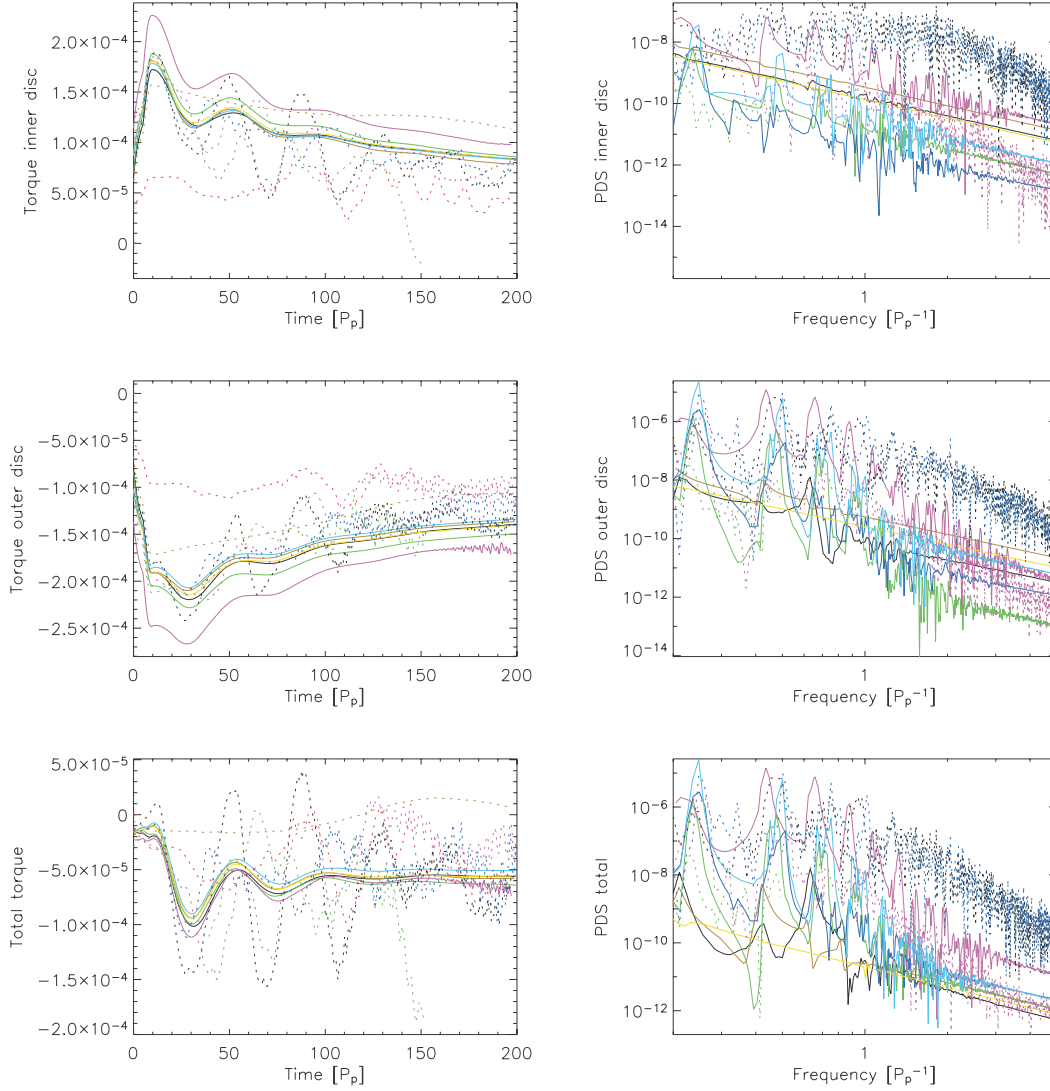 Torque inner disc
2.0×10⁻⁴
1.5×10⁻⁴
1.0×10⁻⁴
5.0×10⁻⁵
0
0 50 100 150 200
Time [Pₚ]
PDS inner disc
10⁻⁸
10⁻¹⁰
10⁻¹²
10⁻¹⁴
1
Frequency [Pₚ⁻¹]
Torque outer disc
0
−5.0×10⁻⁵
−1.0×10⁻⁴
−1.5×10⁻⁴
−2.0×10⁻⁴
−2.5×10⁻⁴
0 50 100 150 200
Time [Pₚ]
PDS outer disc
10⁻⁶
10⁻⁸
10⁻¹⁰
10⁻¹²
10⁻¹⁴
1
Frequency [Pₚ⁻¹]
Total torque
5.0×10⁻⁵
0
−5.0×10⁻⁵
−1.0×10⁻⁴
−1.5×10⁻⁴
−2.0×10⁻⁴
0 50 100 150 200
Time [Pₚ]
PDS total
10⁻⁶
10⁻⁸
10⁻¹⁰
10⁻¹²
1
Frequency [Pₚ⁻¹]